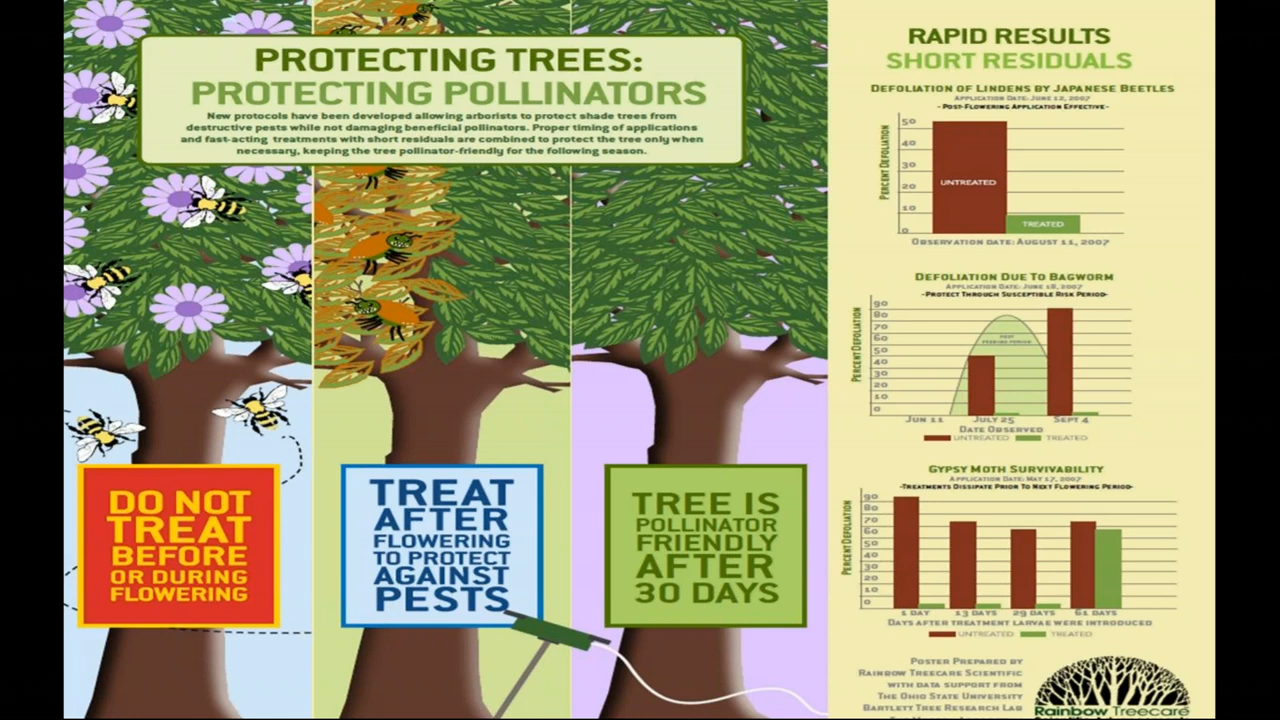 PROTECTING TREES:
PROTECTING POLLINATORS
New protocols have been developed allowing arborists to protect shade trees from
destructive pests while not damaging beneficial pollinators. Proper timing of applications
and fast-acting treatments with short residuals are combined to protect the tree only when
necessary, keeping the tree pollinator-friendly for the following season.
DO NOT
TREAT
BEFORE
OR DURING
FLOWERING
TREAT
AFTER
FLOWERING
TO PROTECT
AGAINST
PESTS
TREE IS
POLLINATOR
FRIENDLY
AFTER
30 DAYS
RAPID RESULTS
SHORT RESIDUALS
DEFOLIATION OF LINDENS BY JAPANESE BEETLES
APPLICATION DATE: JUNE 12, 2007
- POST-FLOWERING APPLICATION EFFECTIVE -
PERCENT DEFOLIATION
50
40
30
20
10
0
UNTREATED
TREATED
OBSERVATION DATE: AUGUST 11, 2007
DEFOLIATION DUE TO BAGWORM
APPLICATION DATE: JUNE 18, 2007
-PROTECT THROUGH SUSCEPTIBLE RISK PERIOD-
PERCENT DEFOLIATION
90
80
70
60
50
40
30
20
10
0
PEST
FEEDING PERIOD
JUN 11 JULY 25 SEPT 4
DATE OBSERVED
UNTREATED TREATED
GYPSY MOTH SURVIVABILITY
APPLICATION DATE: MAY 17, 2007
-TREATMENTS DISSIPATE PRIOR TO NEXT FLOWERING PERIOD-
PERCENT DEFOLIATION
90
80
70
60
50
40
30
20
10
0
1 DAY 13 DAYS 29 DAYS 61 DAYS
DAYS AFTER TREATMENT LARVAE WERE INTRODUCED
UNTREATED TREATED
POSTER PREPARED BY
RAINBOW TREECARE SCIENTIFIC
WITH DATA SUPPORT FROM
THE OHIO STATE UNIVERSITY
BARTLETT TREE RESEARCH LAB
Rainbow Treecare